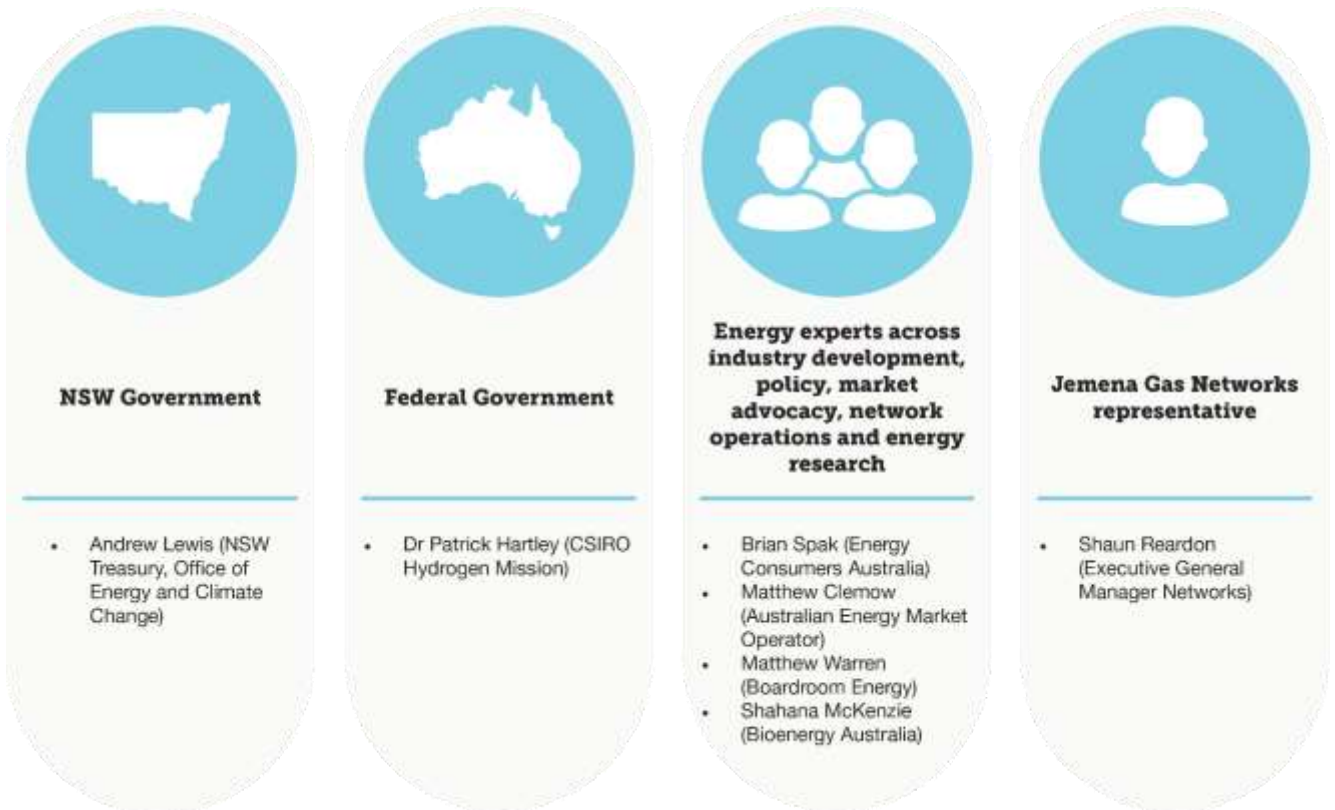 NSW Government
• Andrew Lewis (NSW
Treasury, Office of
Energy and Climate
Change)
Federal Government
• Dr Patrick Hartley (CSIRO
Hydrogen Mission)
Energy experts across
industry development,
policy, market
advocacy, network
operations and energy
research
• Brian Spak (Energy
Consumers Australia)
• Matthew Clemow
(Australian Energy Market
Operator)
• Matthew Warren
(Boardroom Energy)
• Shahana McKenzie
(Bioenergy Australia)
Jemena Gas Networks
representative
• Shaun Reardon
(Executive General
Manager Networks)